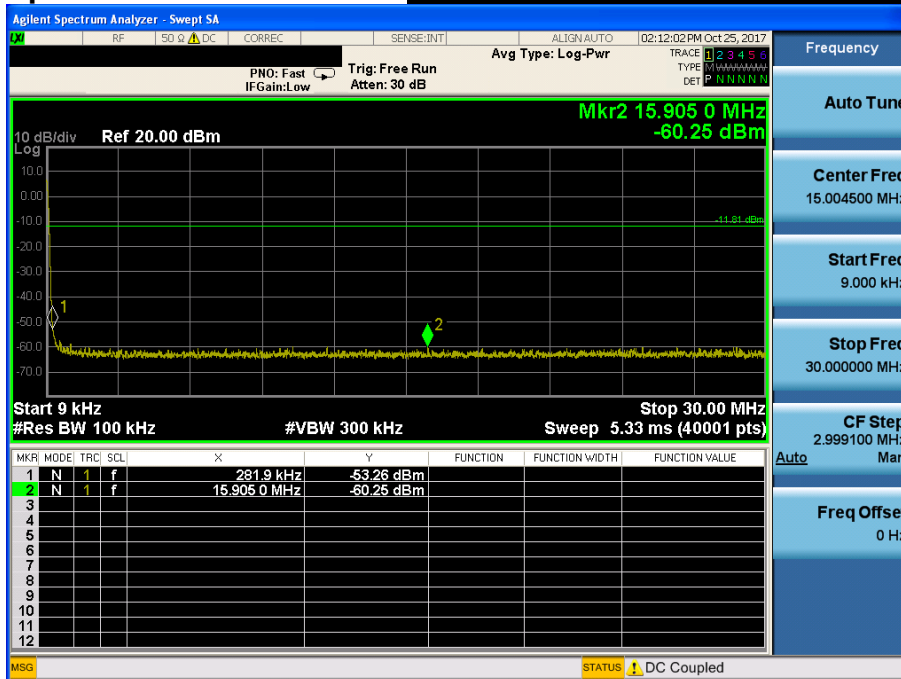 Agilent Spectrum Analyzer - Swept SA
LXI RF 50 Ω DC CORREC SENSE:INT ALIGN AUTO 02:12:02 PM Oct 25, 2017
Frequency
Avg Type: Log-Pwr TRACE 1 2 3 4 5 6
PNO: Fast Trig: Free Run TYPE M WWWWW
IFGain:Low Atten: 30 dB DET P N N N N N
Auto Tune
Mkr2 15.905 0 MHz
10 dB/div Ref 20.00 dBm -60.25 dBm
Log
10.0
0.00
-10.0
-11.81 dBm
-20.0
-30.0
-40.0
-50.0
-60.0
-70.0
1
2
Center Freq
15.004500 MHz
Start Freq
9.000 kHz
Stop Freq
30.000000 MHz
Start 9 kHz Stop 30.00 MHz
#Res BW 100 kHz #VBW 300 kHz Sweep 5.33 ms (40001 pts)
CF Step
2.999100 MHz
Auto Man
MKR MODE TRC SCL X Y FUNCTION FUNCTION WIDTH FUNCTION VALUE
1 N 1 f 281.9 kHz -53.26 dBm
2 N 1 f 15.905 0 MHz -60.25 dBm
3
4
5
6
7
8
9
10
11
12
Freq Offset
0 Hz
MSG STATUS DC Coupled